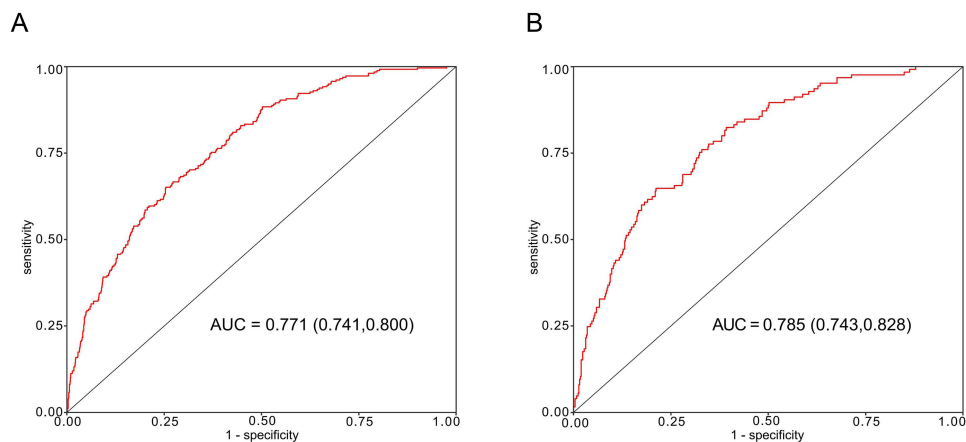 A
1.00
0.75
0.50
0.25
0.00
sensitivity
AUC = 0.771 (0.741,0.800)
0.00 0.25 0.50 0.75 1.00
1 - specificity
B
1.00
0.75
0.50
0.25
0.00
sensitivity
AUC = 0.785 (0.743,0.828)
0.00 0.25 0.50 0.75 1.00
1 - specificity